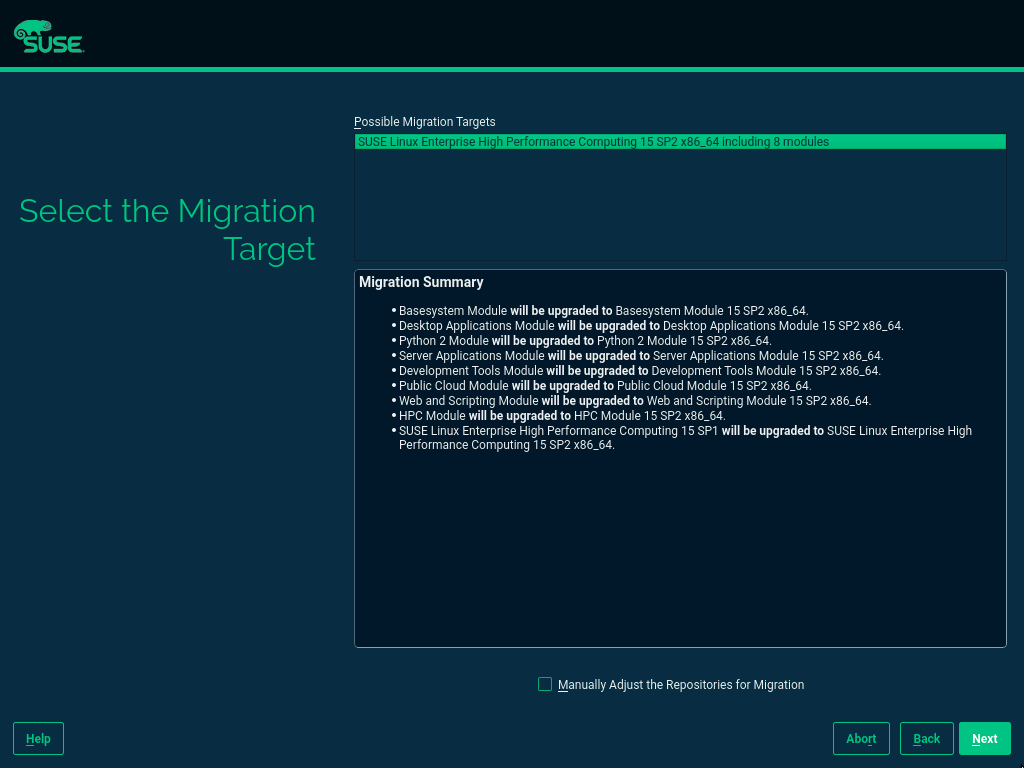 SUSE
Possible Migration Targets
SUSE Linux Enterprise High Performance Computing 15 SP2 x86_64 including 8 modules
Select the Migration
Target
Migration Summary
• Basesystem Module will be upgraded to Basesystem Module 15 SP2 x86_64.
• Desktop Applications Module will be upgraded to Desktop Applications Module 15 SP2 x86_64.
• Python 2 Module will be upgraded to Python 2 Module 15 SP2 x86_64.
• Server Applications Module will be upgraded to Server Applications Module 15 SP2 x86_64.
• Development Tools Module will be upgraded to Development Tools Module 15 SP2 x86_64.
• Public Cloud Module will be upgraded to Public Cloud Module 15 SP2 x86_64.
• Web and Scripting Module will be upgraded to Web and Scripting Module 15 SP2 x86_64.
• HPC Module will be upgraded to HPC Module 15 SP2 x86_64.
• SUSE Linux Enterprise High Performance Computing 15 SP1 will be upgraded to SUSE Linux Enterprise High
Performance Computing 15 SP2 x86_64.
Manually Adjust the Repositories for Migration
Help
Abort
Back
Next